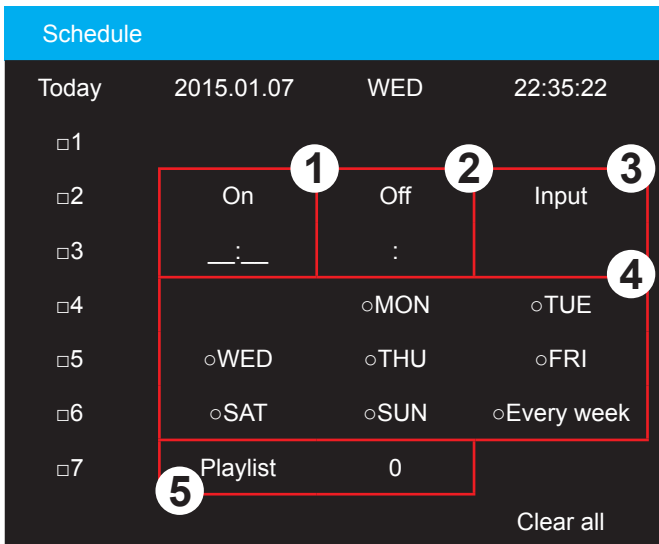 Schedule
Today 2015.01.07 WED 22:35:22
□1
1 2 3
□2 On Off Input
□3 __:__ :
4
□4 ○MON ○TUE
□5 ○WED ○THU ○FRI
□6 ○SAT ○SUN ○Every week
□7 Playlist 0
5
Clear all